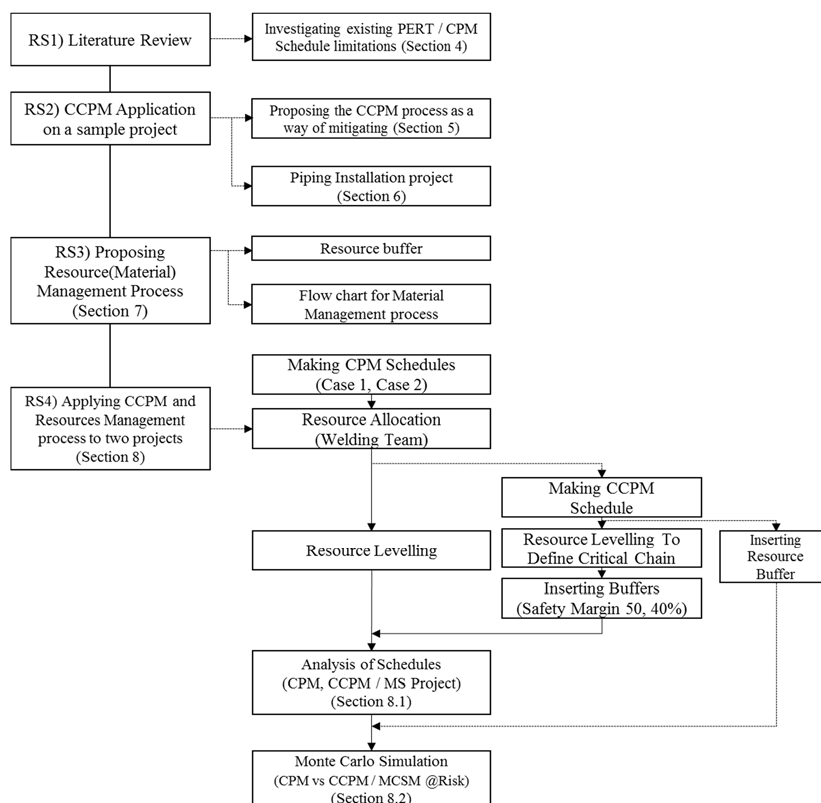 RS1) Literature Review
Investigating existing PERT / CPM
Schedule limitations (Section 4)
RS2) CCPM Application
on a sample project
Proposing the CCPM process as a
way of mitigating (Section 5)
Piping Installation project
(Section 6)
RS3) Proposing
Resource(Material)
Management Process
(Section 7)
Resource buffer
Flow chart for Material
Management process
Making CPM Schedules
(Case 1, Case 2)
RS4) Applying CCPM and
Resources Management
process to two projects
(Section 8)
Resource Allocation
(Welding Team)
Making CCPM
Schedule
Resource Levelling
Resource Levelling To
Define Critical Chain
Inserting
Resource
Buffer
Inserting Buffers
(Safety Margin 50, 40%)
Analysis of Schedules
(CPM, CCPM / MS Project)
(Section 8.1)
Monte Carlo Simulation
(CPM vs CCPM / MCSM @Risk)
(Section 8.2)